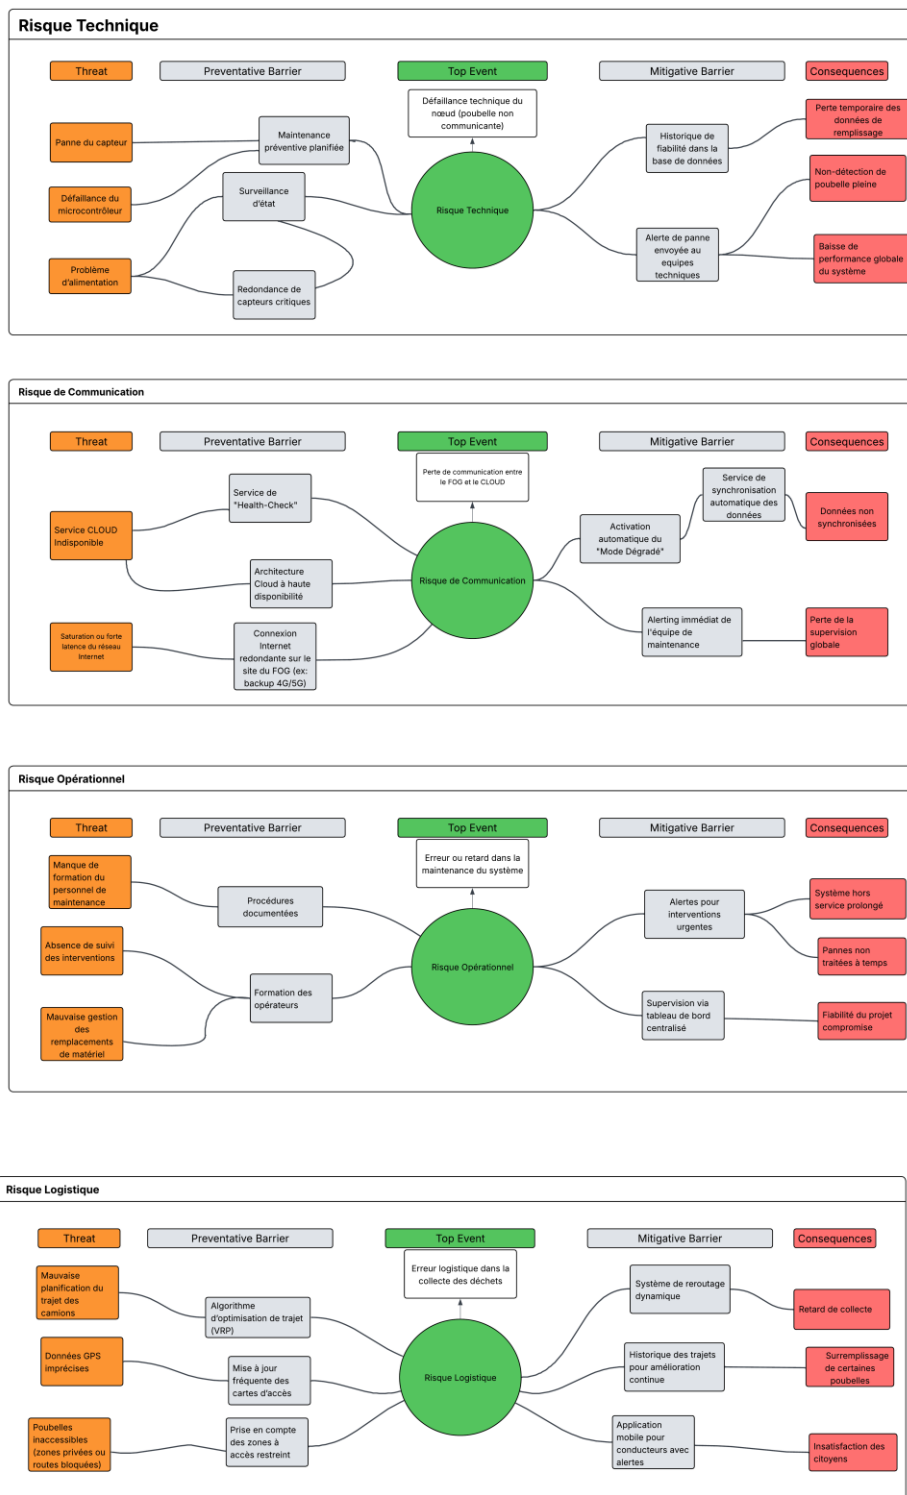 Risque Technique
Threat
Preventative Barrier
Top Event
Mitigative Barrier
Consequences
Défaillance technique du
nœud (poubelle non
communicante)
Panne du capteur
Défaillance du
microcontrôleur
Problème
d'alimentation
Maintenance
préventive planifiée
Surveillance
d'état
Redondance de
capteurs critiques
Risque Technique
Historique de
fiabilité dans la
base de données
Alerte de panne
envoyée au
equipes
techniques
Perte temporaire des
données de
remplissage
Non-détection de
poubelle pleine
Baisse de
performance globale
du système
Risque de Communication
Threat
Preventative Barrier
Top Event
Mitigative Barrier
Consequences
Perte de communication entre
le FOG et le CLOUD
Service CLOUD
Indisponible
Saturation ou forte
latence du réseau
Internet
Service de
"Health-Check"
Architecture
Cloud à haute
disponibilité
Connexion
Internet
redondante sur le
site du FOG (ex:
backup 4G/5G)
Risque de Communication
Activation
automatique du
"Mode Dégradé"
Service de
synchronisation
automatique des
données
Alerting immédiat de
l'équipe de
maintenance
Données non
synchronisées
Perte de la
supervision
globale
Risque Opérationnel
Threat
Preventative Barrier
Top Event
Mitigative Barrier
Consequences
Erreur ou retard dans la
maintenance du système
Manque de
formation du
personnel de
maintenance
Absence de suivi
des interventions
Mauvaise gestion
des
remplacements
de matériel
Procédures
documentées
Formation des
opérateurs
Risque Opérationnel
Alertes pour
interventions
urgentes
Supervision via
tableau de bord
centralisé
Système hors
service prolongé
Pannes non
traitées à temps
Fiabilité du projet
compromise
Risque Logistique
Threat
Preventative Barrier
Top Event
Mitigative Barrier
Consequences
Erreur logistique dans la
collecte des déchets
Mauvaise
planification du
trajet des
camions
Données GPS
imprécises
Poubelles
inaccessibles
(zones privées ou
routes bloquées)
Algorithme
d'optimisation de trajet
(VRP)
Mise à jour
fréquente des
cartes d'accès
Prise en compte
des zones à
accès restreint
Risque Logistique
Système de reroutage
dynamique
Historique des trajets
pour amélioration
continue
Application
mobile pour
conducteurs avec
alertes
Retard de collecte
Surremplissage
de certaines
poubelles
Insatisfaction des
citoyens